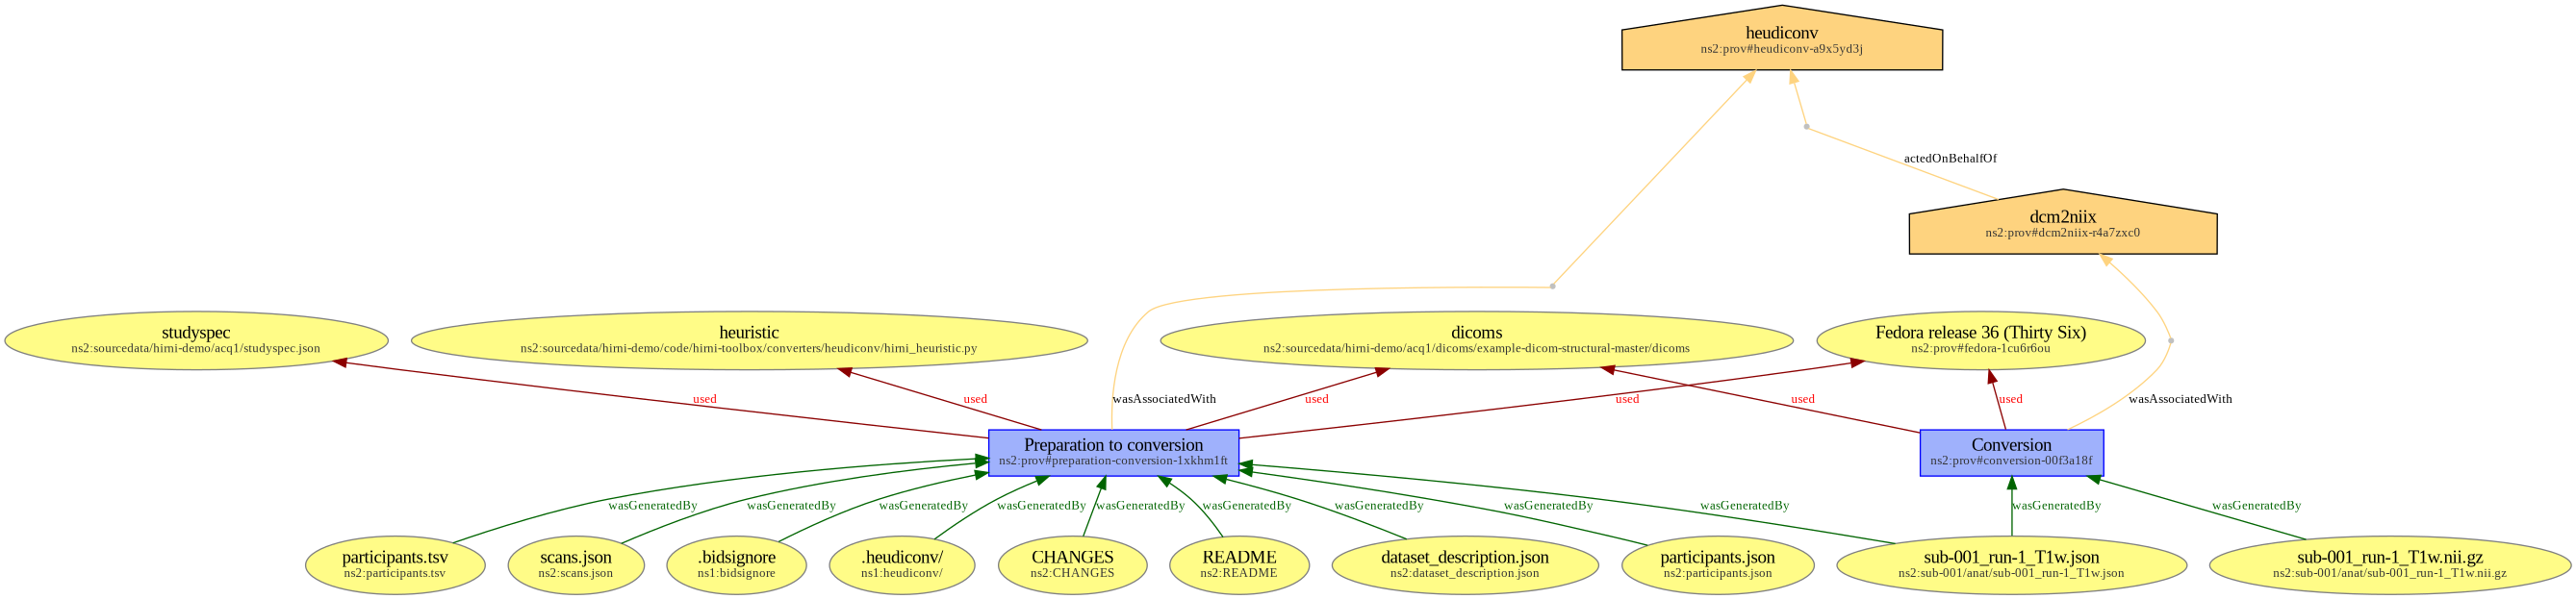 heudiconv
ns2:prov#heudiconv-a9x5yd3j
actedOnBehalfOf
dcm2niix
ns2:prov#dcm2niix-r4a7zxc0
studyspec
ns2:sourcedata/hirni-demo/acq1/studyspec.json
heuristic
ns2:sourcedata/hirni-demo/code/hirni-toolbox/converters/heudiconv/hirni_heuristic.py
dicoms
ns2:sourcedata/hirni-demo/acq1/dicoms/example-dicom-structural-master/dicoms
Fedora release 36 (Thirty Six)
ns2:prov#fedora-1cu6r6ou
used
used
wasAssociatedWith
used
used
used
used
wasAssociatedWith
Preparation to conversion
ns2:prov#preparation-conversion-1xkhm1ft
Conversion
ns2:prov#conversion-00f3a18f
wasGeneratedBy
wasGeneratedBy
wasGeneratedBy
wasGeneratedBy
wasGeneratedBy
wasGeneratedBy
wasGeneratedBy
wasGeneratedBy
wasGeneratedBy
wasGeneratedBy
wasGeneratedBy
participants.tsv
ns2:participants.tsv
scans.json
ns2:scans.json
.bidsignore
ns1:bidsignore
.heudiconv/
ns1:heudiconv/
CHANGES
ns2:CHANGES
README
ns2:README
dataset_description.json
ns2:dataset_description.json
participants.json
ns2:participants.json
sub-001_run-1_T1w.json
ns2:sub-001/anat/sub-001_run-1_T1w.json
sub-001_run-1_T1w.nii.gz
ns2:sub-001/anat/sub-001_run-1_T1w.nii.gz